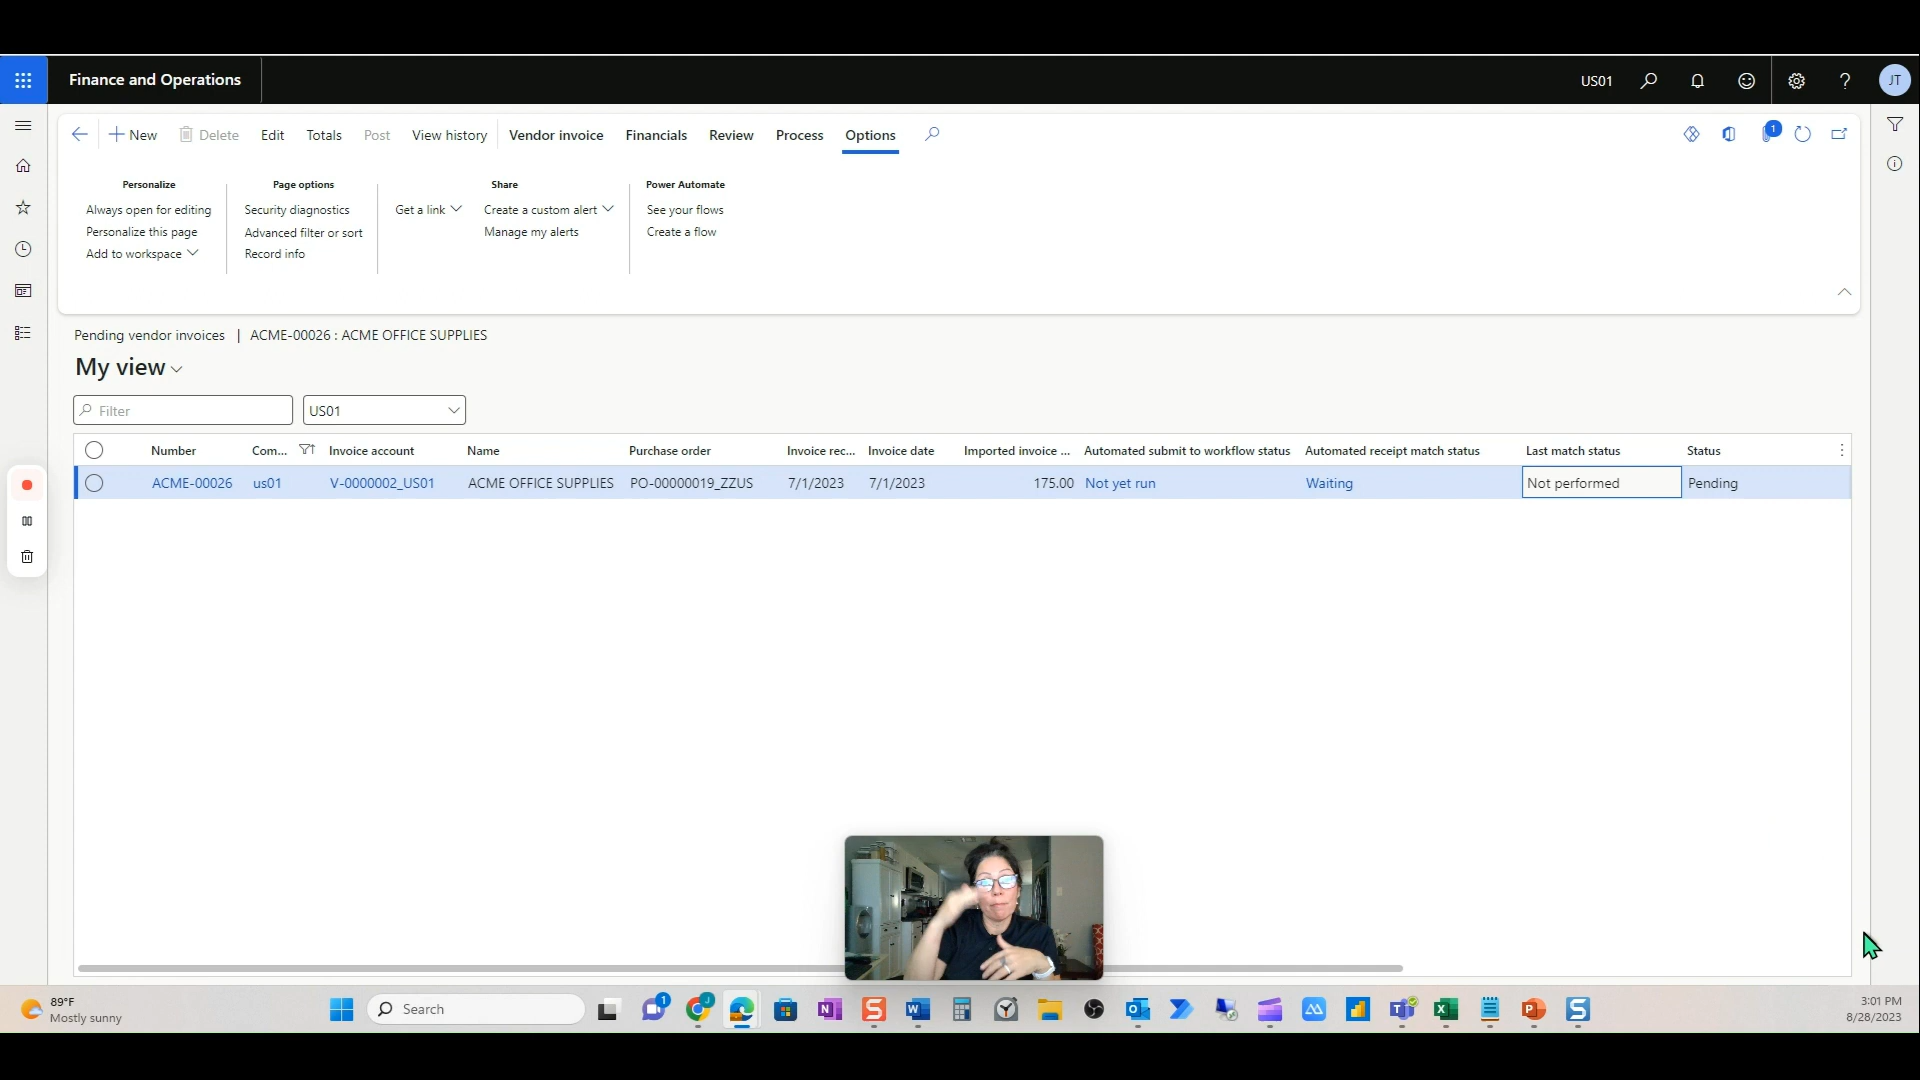 Finance and Operations
US01
JT
New
Delete
Edit
Totals
Post
View history
Vendor invoice
Financials
Review
Process
Options
1
Personalize
Always open for editing
Personalize this page
Add to workspace
Page options
Security diagnostics
Advanced filter or sort
Record info
Share
Get a link
Create a custom alert
Manage my alerts
Power Automate
See your flows
Create a flow
Pending vendor invoices | ACME-00026 : ACME OFFICE SUPPLIES
My view
Filter
US01
Number Com... Invoice account Name Purchase order Invoice rec... Invoice date Imported invoice ... Automated submit to workflow status Automated receipt match status Last match status Status
ACME-00026 us01 V-0000002_US01 ACME OFFICE SUPPLIES PO-00000019_ZZUS 7/1/2023 7/1/2023 175.00 Not yet run Waiting Not performed Pending
89°F
Mostly sunny
Search
1
J
3:01 PM
8/28/2023